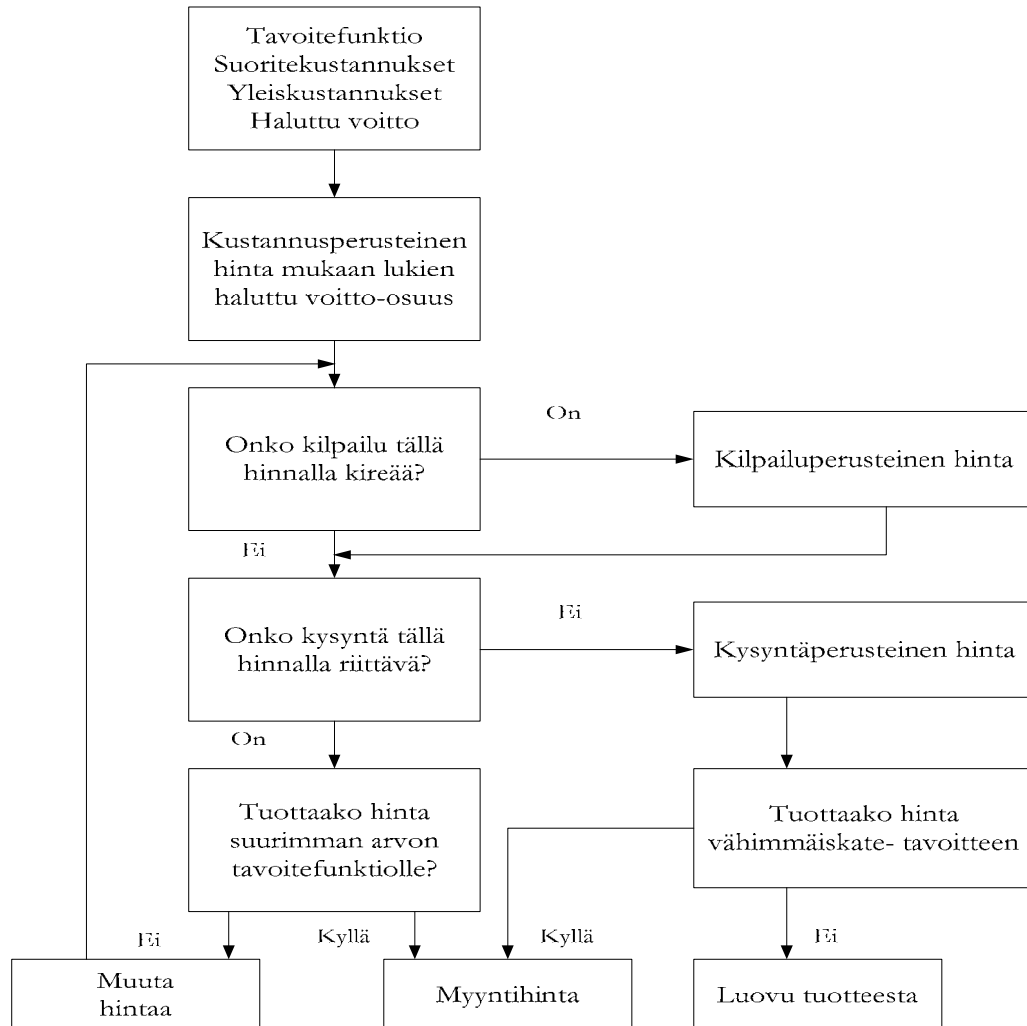 Tavoitefunktio
Suoritekustannukset
Yleiskustannukset
Haluttu voitto
Kustannusperusteinen
hinta mukaan lukien
haluttu voitto-osuus
Onko kilpailu tällä
hinnalla kireää?
On
Kilpailuperusteinen hinta
Ei
Onko kysyntä tällä
hinnalla riittävä?
Ei
Kysyntäperusteinen hinta
On
Tuottaako hinta
suurimman arvon
tavoitefunktiolle?
Tuottaako hinta
vähimmäiskate- tavoitteen
Ei
Kyllä
Kyllä
Ei
Muuta
hintaa
Myyntihinta
Luovu tuotteesta